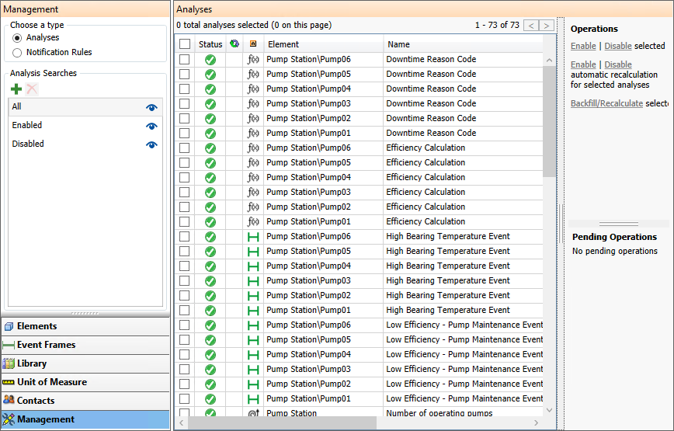 Management
Choose a type
Analyses
Notification Rules
Analysis Searches
All
Enabled
Disabled
Elements
Event Frames
Library
Unit of Measure
Contacts
Management
Analyses
0 total analyses selected (0 on this page) 1 - 73 of 73
Status Element Name
f(x) Pump Station\Pump06 Downtime Reason Code
f(x) Pump Station\Pump05 Downtime Reason Code
f(x) Pump Station\Pump04 Downtime Reason Code
f(x) Pump Station\Pump03 Downtime Reason Code
f(x) Pump Station\Pump02 Downtime Reason Code
f(x) Pump Station\Pump01 Downtime Reason Code
f(x) Pump Station\Pump06 Efficiency Calculation
f(x) Pump Station\Pump05 Efficiency Calculation
f(x) Pump Station\Pump04 Efficiency Calculation
f(x) Pump Station\Pump03 Efficiency Calculation
f(x) Pump Station\Pump02 Efficiency Calculation
f(x) Pump Station\Pump01 Efficiency Calculation
Pump Station\Pump06 High Bearing Temperature Event
Pump Station\Pump05 High Bearing Temperature Event
Pump Station\Pump04 High Bearing Temperature Event
Pump Station\Pump03 High Bearing Temperature Event
Pump Station\Pump02 High Bearing Temperature Event
Pump Station\Pump01 High Bearing Temperature Event
Pump Station\Pump06 Low Efficiency - Pump Maintenance Event
Pump Station\Pump05 Low Efficiency - Pump Maintenance Event
Pump Station\Pump04 Low Efficiency - Pump Maintenance Event
Pump Station\Pump03 Low Efficiency - Pump Maintenance Event
Pump Station\Pump02 Low Efficiency - Pump Maintenance Event
Pump Station\Pump01 Low Efficiency - Pump Maintenance Event
Pump Station Number of operating pumps
Operations
Enable | Disable selected
Enable | Disable
automatic recalculation
for selected analyses
Backfill/Recalculate selecte
Pending Operations
No pending operations